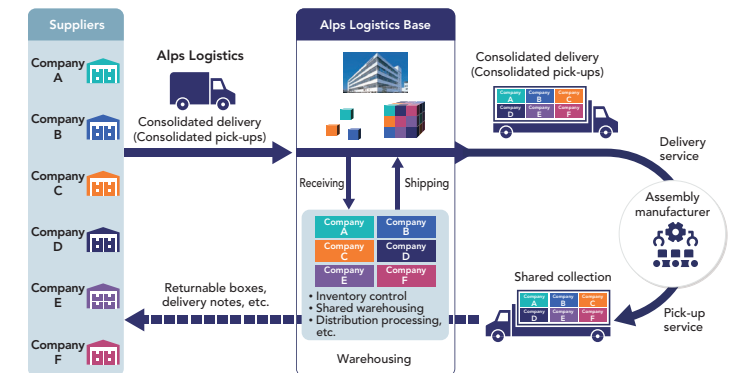 Suppliers
Company
A
Company
B
Company
C
Company
D
Company
E
Company
F
Alps Logistics
Consolidated delivery
(Consolidated pick-ups)
Alps Logistics Base
Receiving
Shipping
Company
A
Company
B
Company
C
Company
D
Company
E
Company
F
• Inventory control
• Shared warehousing
• Distribution processing,
etc.
Warehousing
Consolidated delivery
(Consolidated pick-ups)
Company
A
Company
B
Company
C
Company
D
Company
E
Company
F
Delivery
service
Assembly
manufacturer
Pick-up
service
Shared collection
Company
A
Company
B
Company
C
Company
D
Company
E
Company
F
Returnable boxes,
delivery notes, etc.